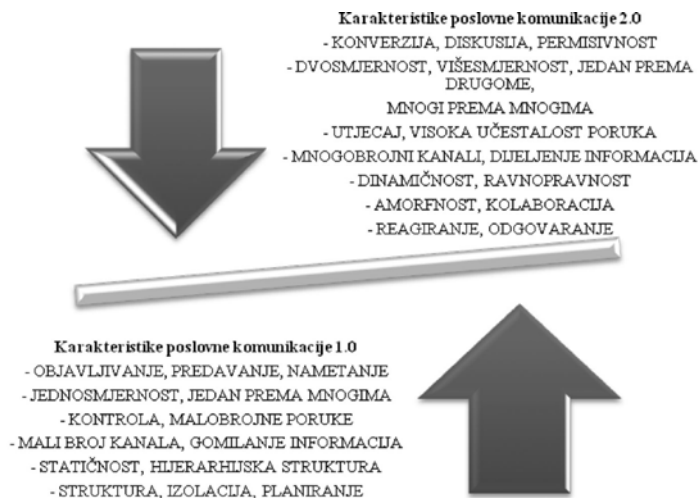 Karakteristike poslovne komunikacije 2.0
- KONVERZIJA, DISKUSIJA, PERMISIVNOST
- DVOSMJERNOST, VIŠESMJERNOST, JEDAN PREMA
DRUGOME,
MNOGI PREMA MNOGIMA
- UTJECAJ, VISOKA UČESTALOST PORUKA
- MNOGOBROJNI KANALI, DIJELJENJE INFORMACIJA
- DINAMIČNOST, RAVNOPRAVNOST
- AMORFNOST, KOLABORACIJA
- REAGIRANJE, ODGOVARANJE
Karakteristike poslovne komunikacije 1.0
- OBJAVLJIVANJE, PREDAVANJE, NAMETANJE
- JEDNOSMJERNOST, JEDAN PREMA MNOGIMA
- KONTROLA, MALOBROJNE PORUKE
- MALI BROJ KANALA, GOMILANJE INFORMACIJA
- STATIČNOST, HIJERARHIJSKA STRUKTURA
- STRUKTURA, IZOLACIJA, PLANIRANJE